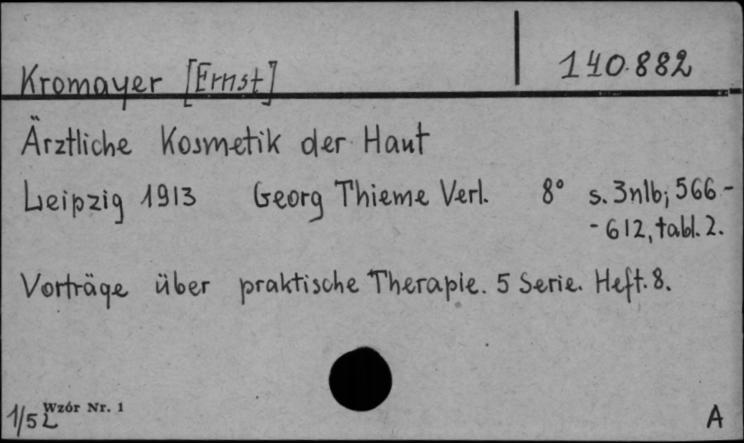 Kromayer [Ernst] 140.882
Ärztliche Kosmetik der Haut
Leipzig 1913 Georg Thieme Verl. 8° s. 3nlb; 566-
-612, tabl. 2.
Vorträge über praktische Therapie. 5 Serie. Heft. 8.
Wzór Nr. 1
1/52 A